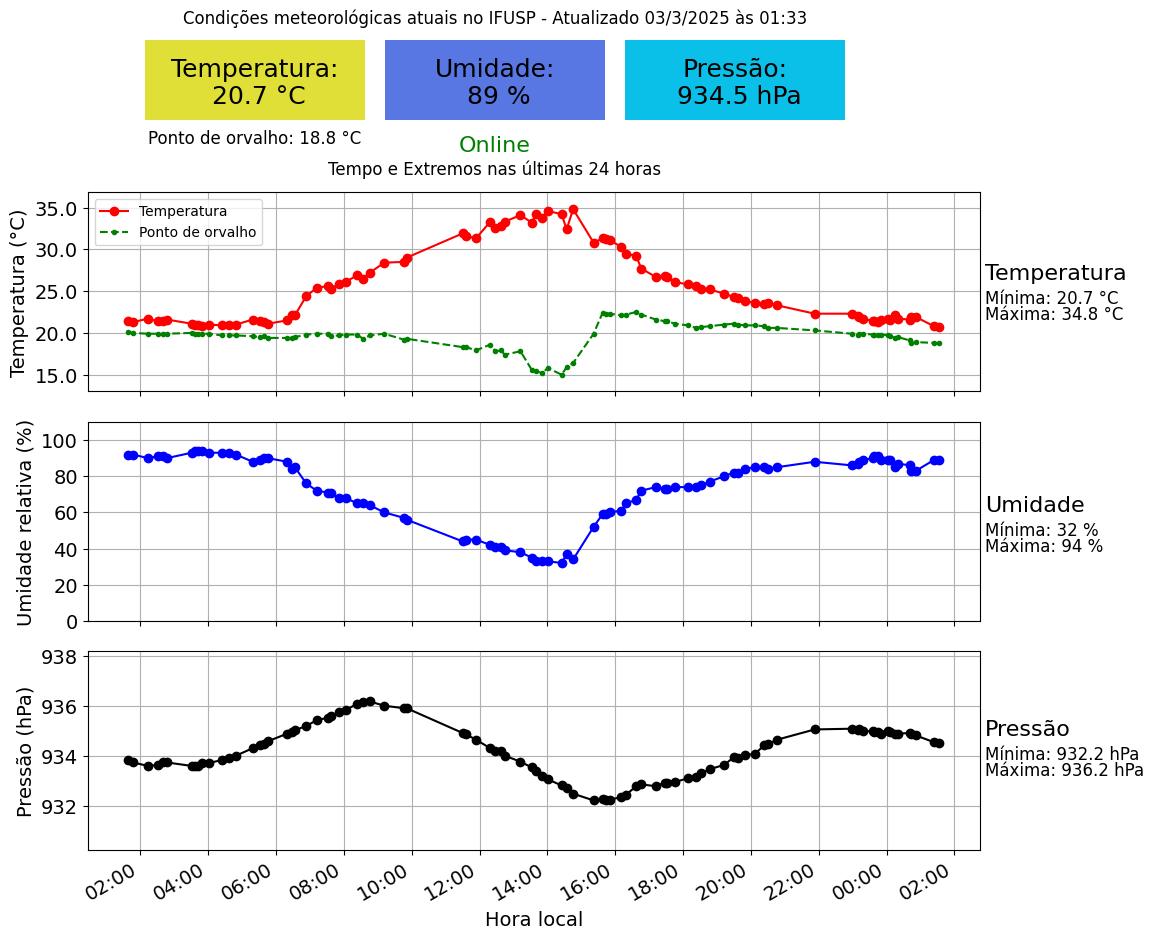 Condições meteorológicas atuais no IFUSP - Atualizado 03/3/2025 às 01:33
Temperatura:
20.7 °C
Umidade:
89 %
Pressão:
934.5 hPa
Ponto de orvalho: 18.8 °C
Online
Tempo e Extremos nas últimas 24 horas
Temperatura (°C)
35.0
30.0
25.0
20.0
15.0
Temperatura
Ponto de orvalho
Temperatura
Mínima: 20.7 °C
Máxima: 34.8 °C
Umidade relativa (%)
100
80
60
40
20
0
Umidade
Mínima: 32 %
Máxima: 94 %
Pressão (hPa)
938
936
934
932
Pressão
Mínima: 932.2 hPa
Máxima: 936.2 hPa
02:00 04:00 06:00 08:00 10:00 12:00 14:00 16:00 18:00 20:00 22:00 00:00 02:00
Hora local